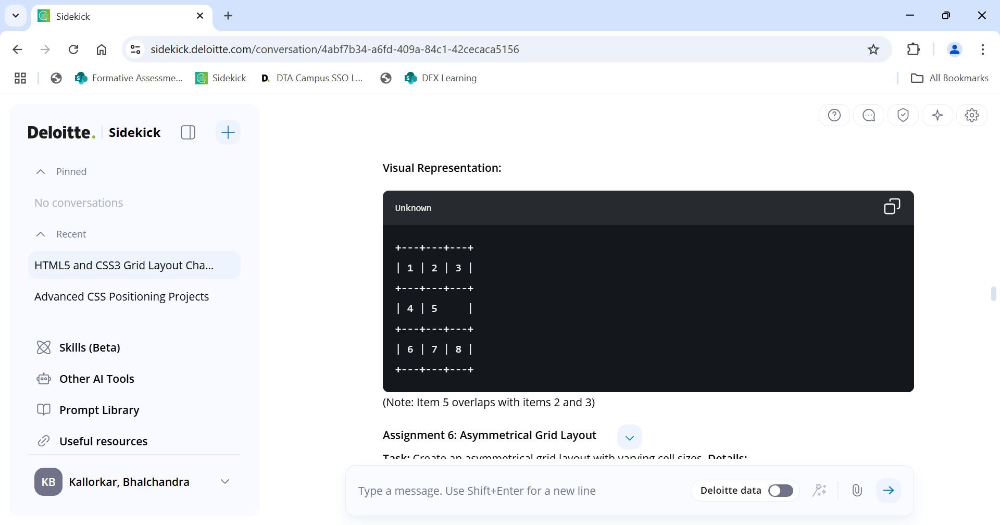 Sidekick
sidekick.deloitte.com/conversation/4abf7b34-a6fd-409a-84c1-42cecaca5156
Formative Assessme...
Sidekick
D. DTA Campus SSO L...
DFX Learning
All Bookmarks
Deloitte. Sidekick
Pinned
No conversations
Recent
HTML5 and CSS3 Grid Layout Cha...
Advanced CSS Positioning Projects
Skills (Beta)
Other AI Tools
Prompt Library
Useful resources
KB Kallorkar, Bhalchandra
Visual Representation:
Unknown
+---+---+---+
| 1 | 2 | 3 |
+---+---+---+
| 4 | 5     |
+---+---+---+
| 6 | 7 | 8 |
+---+---+---+
(Note: Item 5 overlaps with items 2 and 3)
Assignment 6: Asymmetrical Grid Layout
Task: Create an asymmetrical grid layout with varying cell sizes. Details:
Type a message. Use Shift+Enter for a new line
Deloitte data